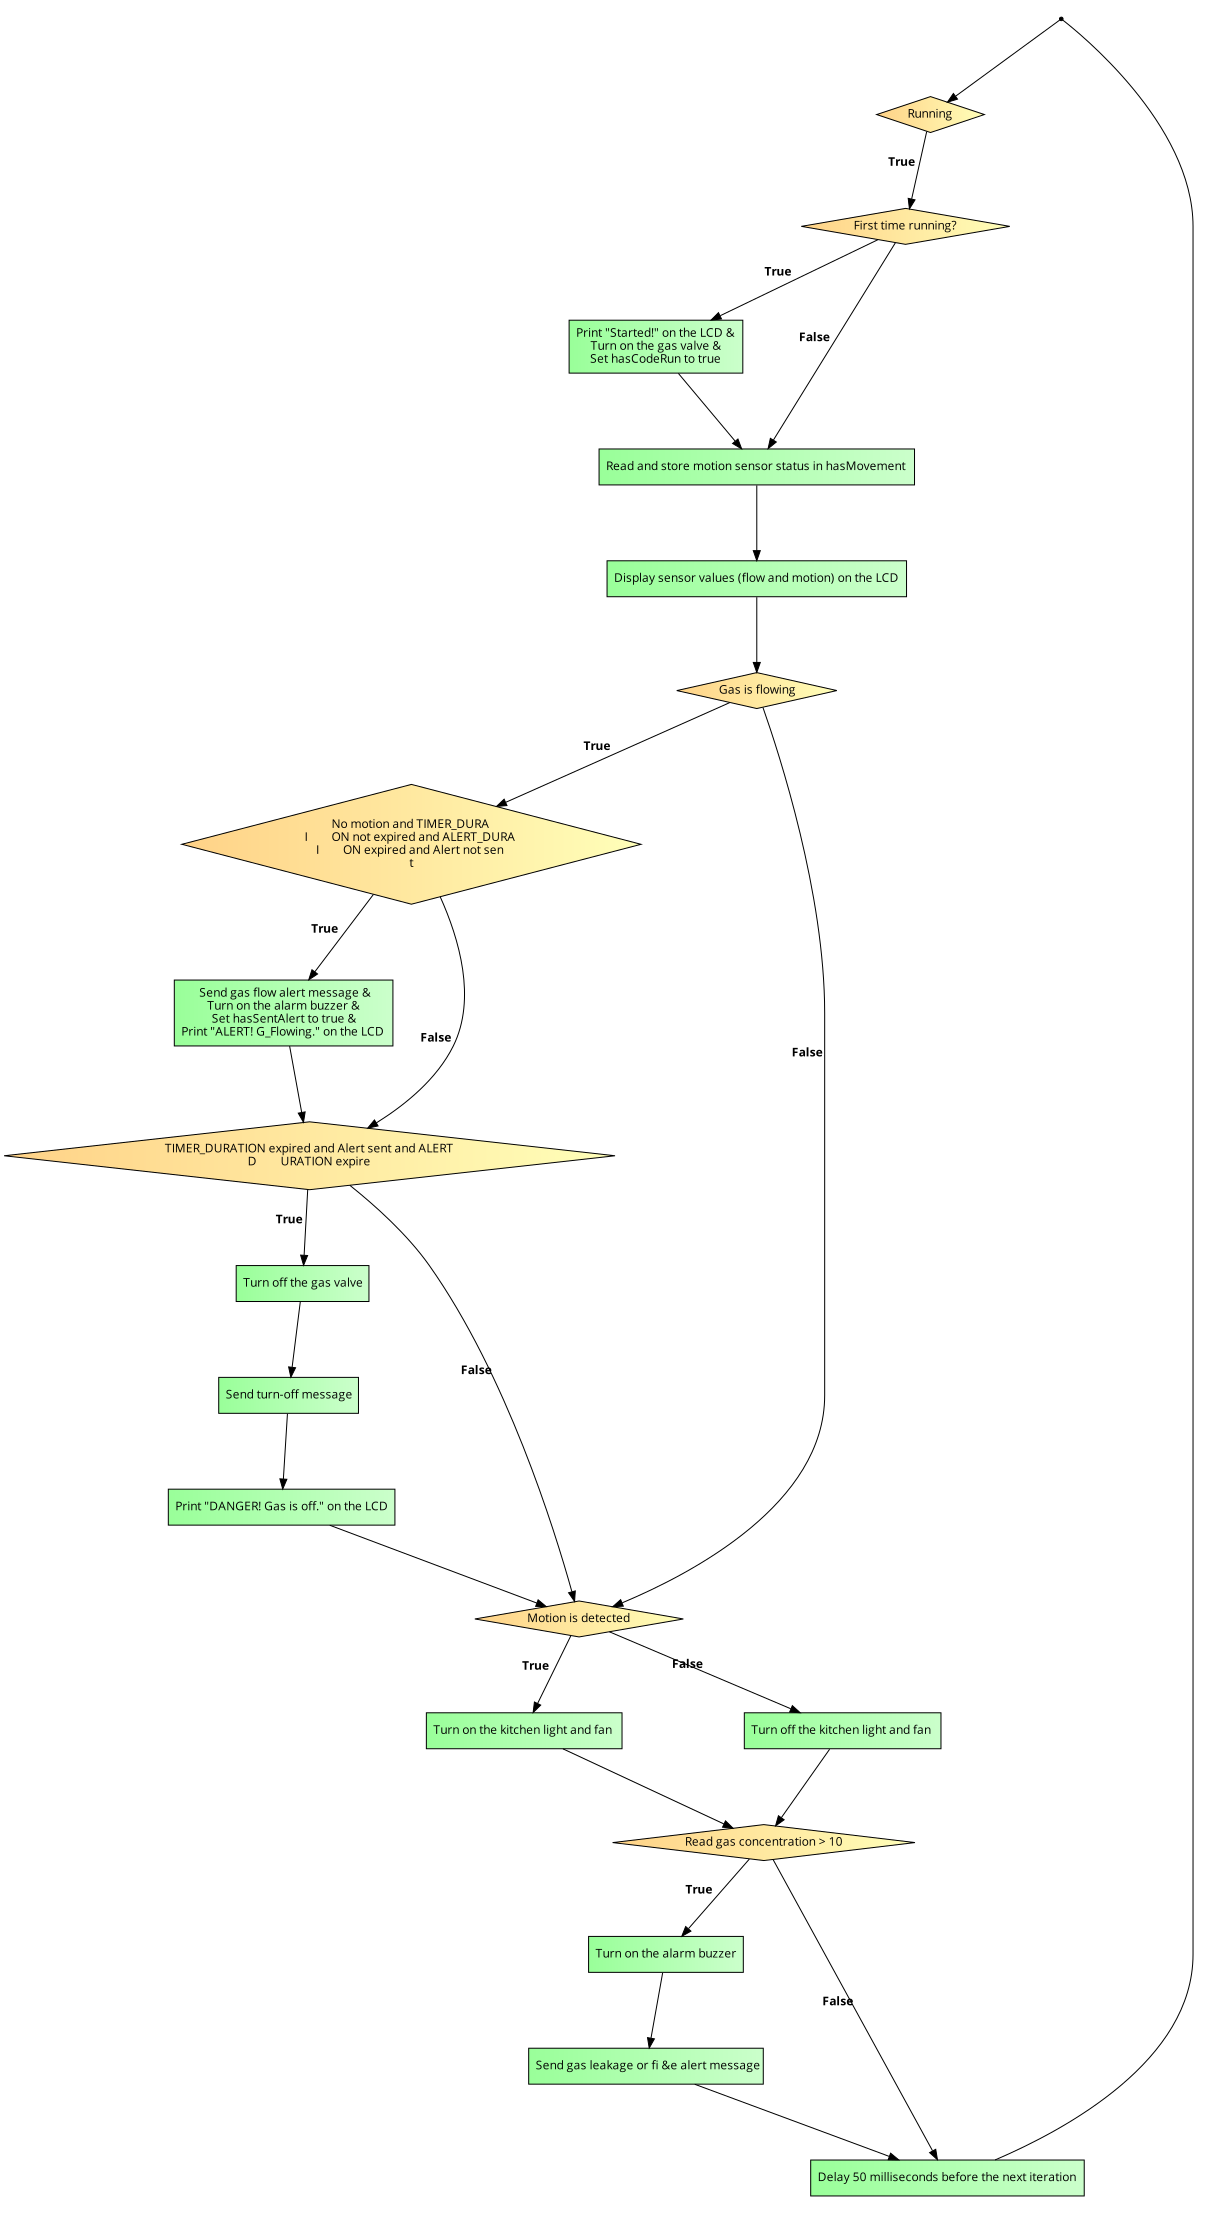 Running
True
First time running?
True
False
Print "Started!" on the LCD &
Turn on the gas valve &
Set hasCodeRun to true
Read and store motion sensor status in hasMovement
Display sensor values (flow and motion) on the LCD
Gas is flowing
True
False
No motion and TIMER_DURA
I ON not expired and ALERT_DURA
I ON expired and Alert not sen
t
True
False
Send gas flow alert message &
Turn on the alarm buzzer &
Set hasSentAlert to true &
Print "ALERT! G_Flowing." on the LCD
TIMER_DURATION expired and Alert sent and ALERT
D URATION expire
True
False
Turn off the gas valve
Send turn-off message
Print "DANGER! Gas is off." on the LCD
Motion is detected
True
False
Turn on the kitchen light and fan
Turn off the kitchen light and fan
Read gas concentration > 10
True
False
Turn on the alarm buzzer
Send gas leakage or fi &e alert message
Delay 50 milliseconds before the next iteration